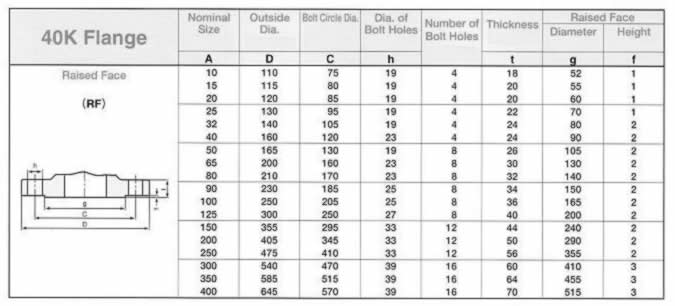 40K Flange
Nominal Size Outside Dia. Bolt Circle Dia. Dia. of Bolt Holes Number of Bolt Holes Thickness Raised Face
Diameter Height
A D C h t g f
Raised Face
(RF)
10 110 75 19 4 18 52 1
15 115 80 19 4 20 55 1
20 120 85 19 4 20 60 1
25 130 95 19 4 22 70 1
32 140 105 19 4 24 80 2
40 160 120 23 4 24 90 2
50 165 130 19 8 26 105 2
65 200 160 23 8 30 130 2
80 210 170 23 8 32 140 2
90 230 185 25 8 34 150 2
100 250 205 25 8 36 165 2
125 300 250 27 8 40 200 2
150 355 295 33 12 44 240 2
200 405 345 33 12 50 290 2
250 475 410 33 12 56 355 2
300 540 470 39 16 60 410 3
350 585 515 39 16 64 455 3
400 645 570 39 16 70 515 3
h
t
f
g
C
D